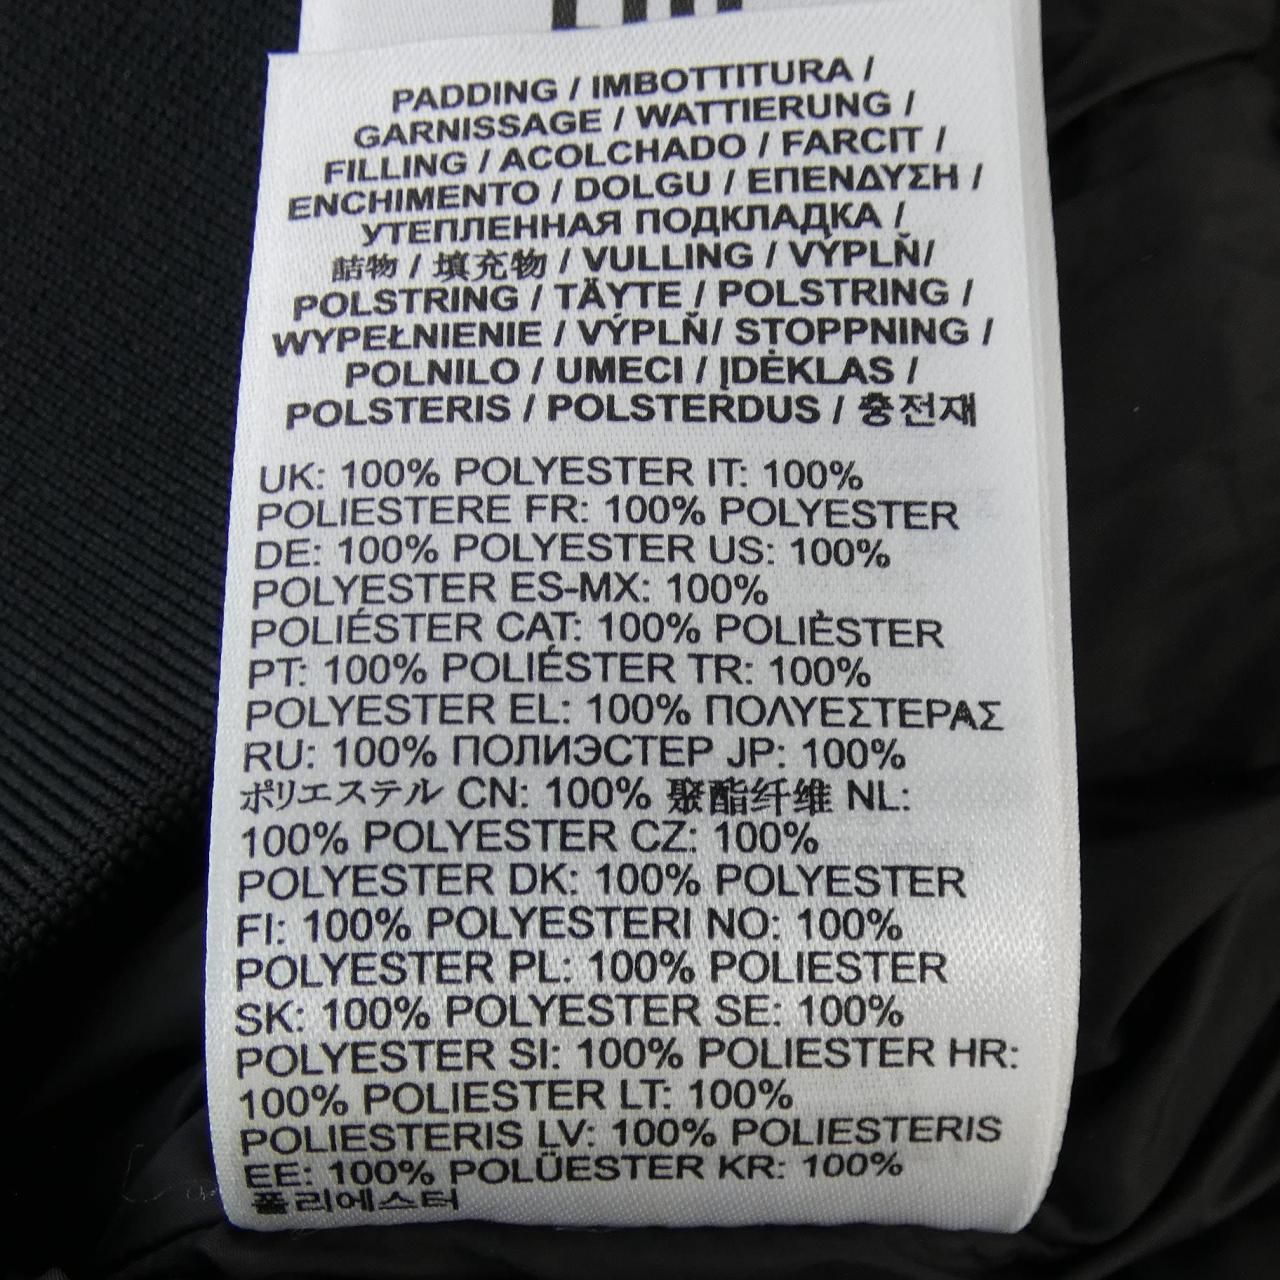 PADDING / IMBOTTITURA /
GARNISSAGE / WATTIERUNG /
FILLING / ACOLCHADO / FARCIT /
ENCHIMENTO / DOLGU / ΕΠΕΝΔΥΣΗ /
УТЕПЛЕННАЯ ПОДКЛАДКА /
詰物 / 填充物 / VULLING / VÝPLŇ/
POLSTRING / TÄYTE / POLSTRING /
WYPEŁNIENIE / VÝPLŇ/ STOPPNING /
POLNILO / UMECI / ĮDĖKLAS /
POLSTERIS / POLSTERDUS / 충전재
UK: 100% POLYESTER IT: 100%
POLIESTERE FR: 100% POLYESTER
DE: 100% POLYESTER US: 100%
POLYESTER ES-MX: 100%
POLIÉSTER CAT: 100% POLIÈSTER
PT: 100% POLIÉSTER TR: 100%
POLYESTER EL: 100% ΠΟΛΥΕΣΤΕΡΑΣ
RU: 100% ПОЛИЭСТЕР JP: 100%
ポリエステル CN: 100% 聚酯纤维 NL:
100% POLYESTER CZ: 100%
POLYESTER DK: 100% POLYESTER
FI: 100% POLYESTERI NO: 100%
POLYESTER PL: 100% POLIESTER
SK: 100% POLYESTER SE: 100%
POLYESTER SI: 100% POLIESTER HR:
100% POLIESTER LT: 100%
POLIESTERIS LV: 100% POLIESTERIS
EE: 100% POLÜESTER KR: 100%
폴리에스터